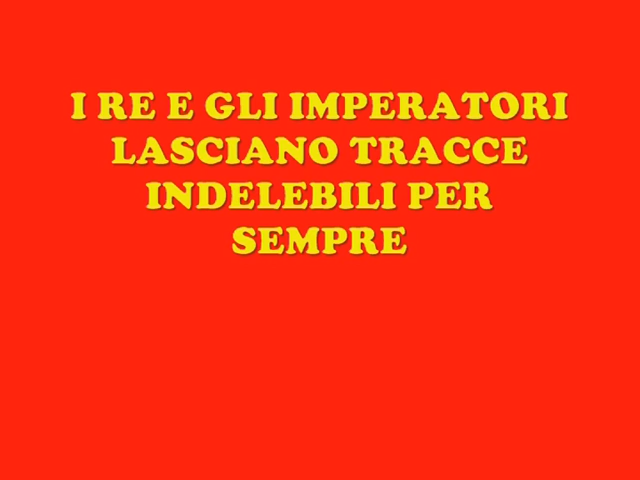 I RE E GLI IMPERATORI
LASCIANO TRACCE
INDELEBILI PER
SEMPRE